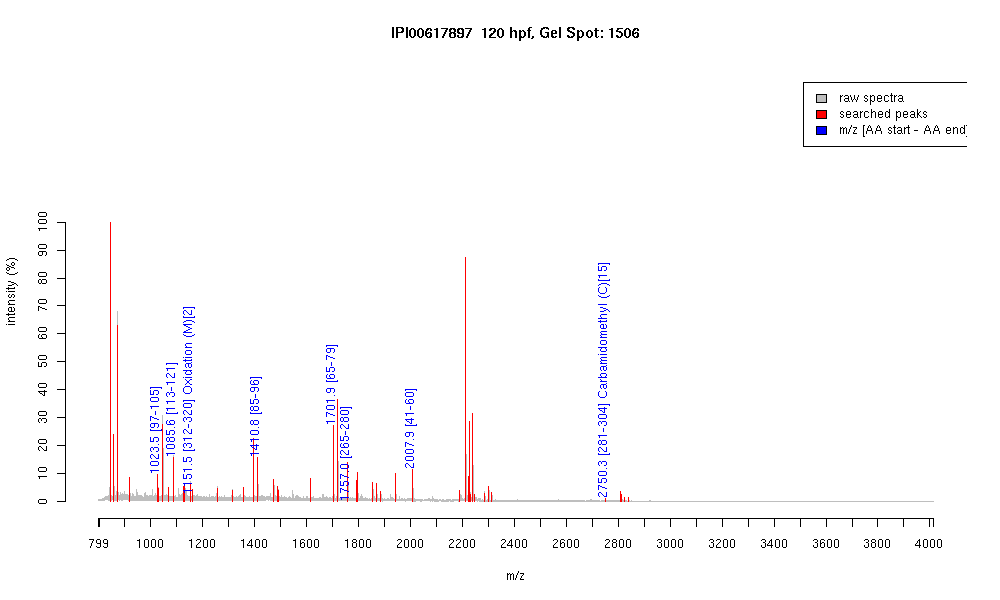 IPI00617897 120 hpf, Gel Spot: 1506
raw spectra
searched peaks
m/z [AA start - AA end]
intensity (%)
100
90
80
70
60
50
40
30
20
10
0
1023.5 [97-105]
1085.6 [113-121]
1151.5 [312-320] Oxidation (M)[2]
1410.8 [85-96]
1701.9 [65-79]
1757.0 [265-280]
2007.9 [41-60]
2750.3 [281-304] Carbamidomethyl (C)[15]
799 1000 1200 1400 1600 1800 2000 2200 2400 2600 2800 3000 3200 3400 3600 3800 4000
m/z